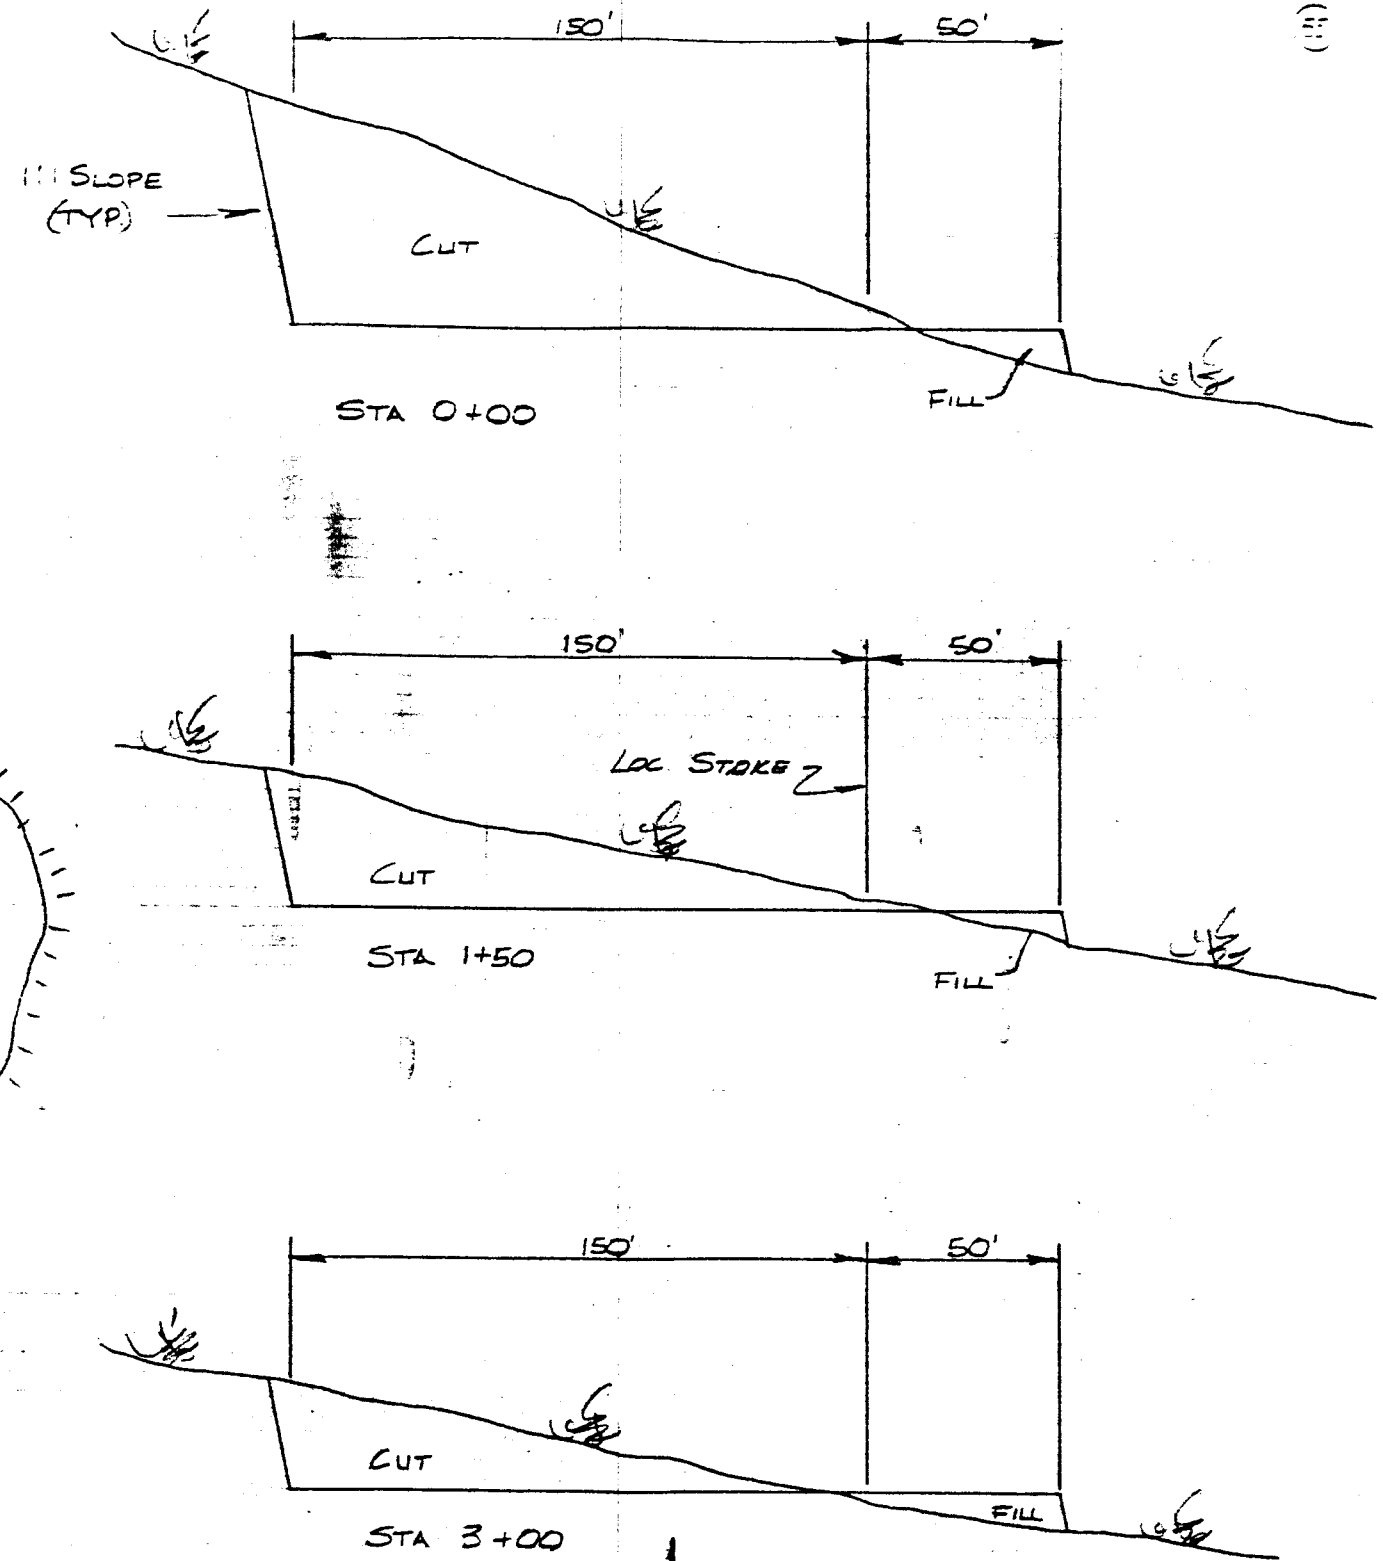 150' 50'
1:1 SLOPE
(TYP.)
CUT
FILL
STA 0+00
150' 50'
LOC STAKE
CUT
STA 1+50
FILL
150' 50'
CUT
FILL
STA 3+00